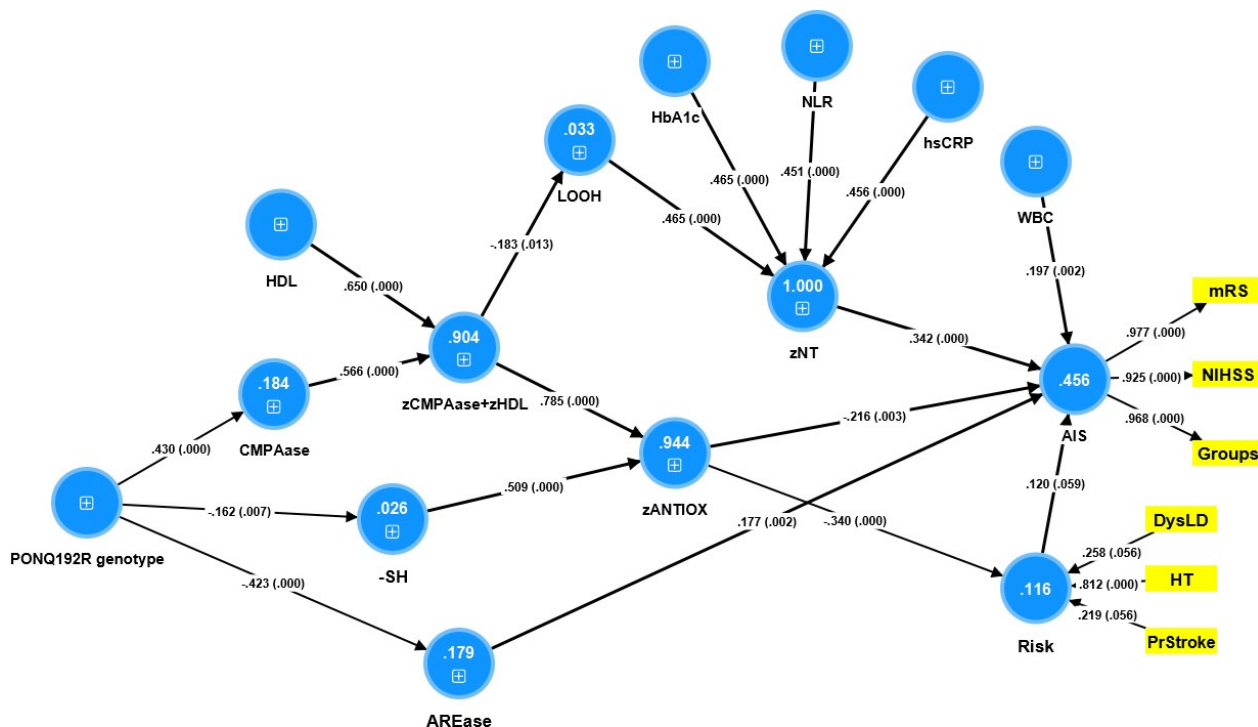 HbA1c
NLR
hsCRP
.033
LOOH
WBC
HDL
.465 (.000)
.451 (.000)
.456 (.000)
.465 (.000)
-.183 (.013)
.650 (.000)
.197 (.002)
1.000
zNT
mRS
.904
zCMPAase+zHDL
.342 (.000)
.977 (.000)
.184
CMPAase
.566 (.000)
.456
AIS
.925 (.000)
NIHSS
.785 (.000)
-.216 (.003)
.968 (.000)
Groups
.430 (.000)
.944
zANTIOX
PONQ192R genotype
-.162 (.007)
.026
-SH
.509 (.000)
.120 (.059)
.177 (.002)
-.340 (.000)
DysLD
.258 (.056)
-.423 (.000)
.116
Risk
.812 (.000)
HT
.219 (.056)
PrStroke
.179
AREase